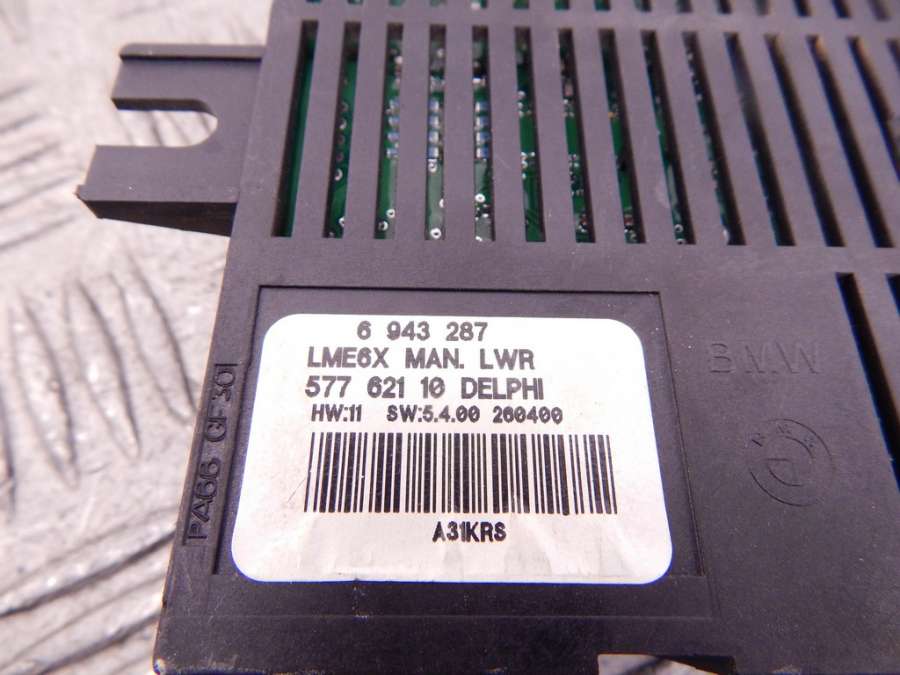 6 943 287
LME6X MAN. LWR
577 621 10 DELPHI
HW:11 SW:5.4.00 260400
A31KRS
PA66 GF30
BMW